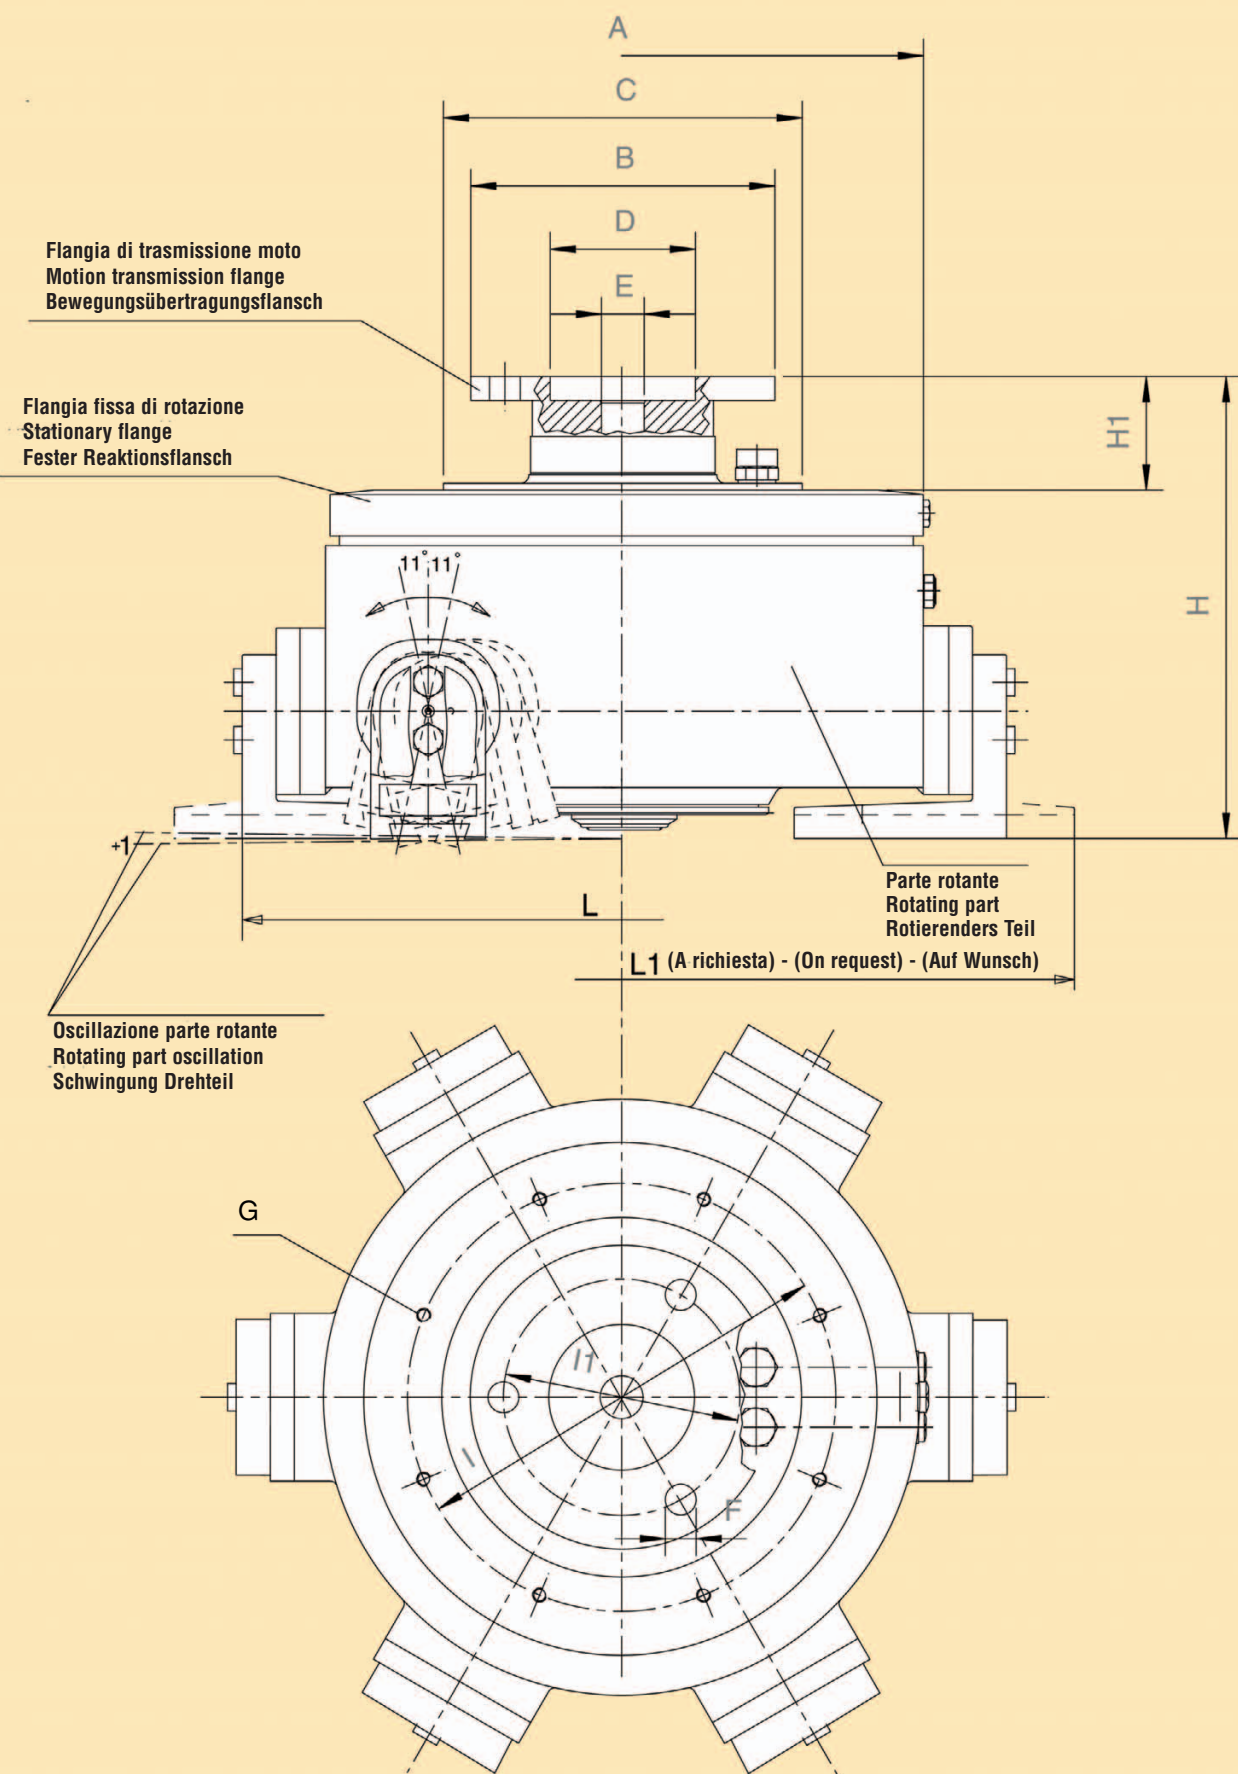 A
C
B
D
E
Flangia di trasmissione moto
Motion transmission flange
Bewegungsübertragungsflansch
Flangia fissa di rotazione
Stationary flange
Fester Reaktionsflansch
H1
11° 11°
H
+1
Parte rotante
Rotating part
Rotierenders Teil
L
L1 (A richiesta) - (On request) - (Auf Wunsch)
Oscillazione parte rotante
Rotating part oscillation
Schwingung Drehteil
G
I1
I
F